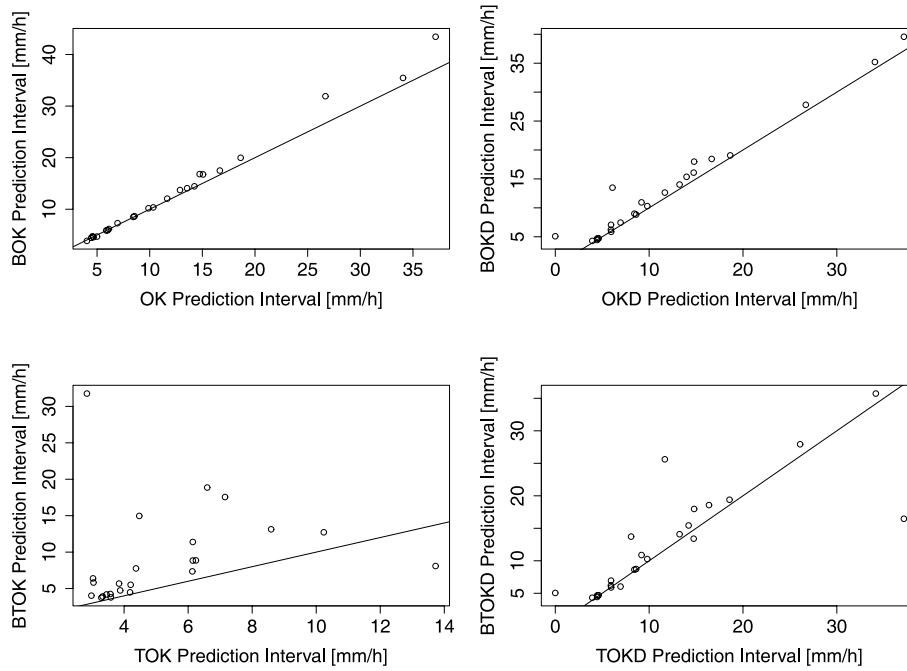 BOK Prediction Interval [mm/h]
10 20 30 40
5 10 15 20 25 30 35
OK Prediction Interval [mm/h]
BOKD Prediction Interval [mm/h]
5 15 25 35
0 10 20 30
OKD Prediction Interval [mm/h]
BTOK Prediction Interval [mm/h]
5 10 15 20 25 30
4 6 8 10 12 14
TOK Prediction Interval [mm/h]
BTOKD Prediction Interval [mm/h]
5 10 20 30
0 10 20 30
TOKD Prediction Interval [mm/h]